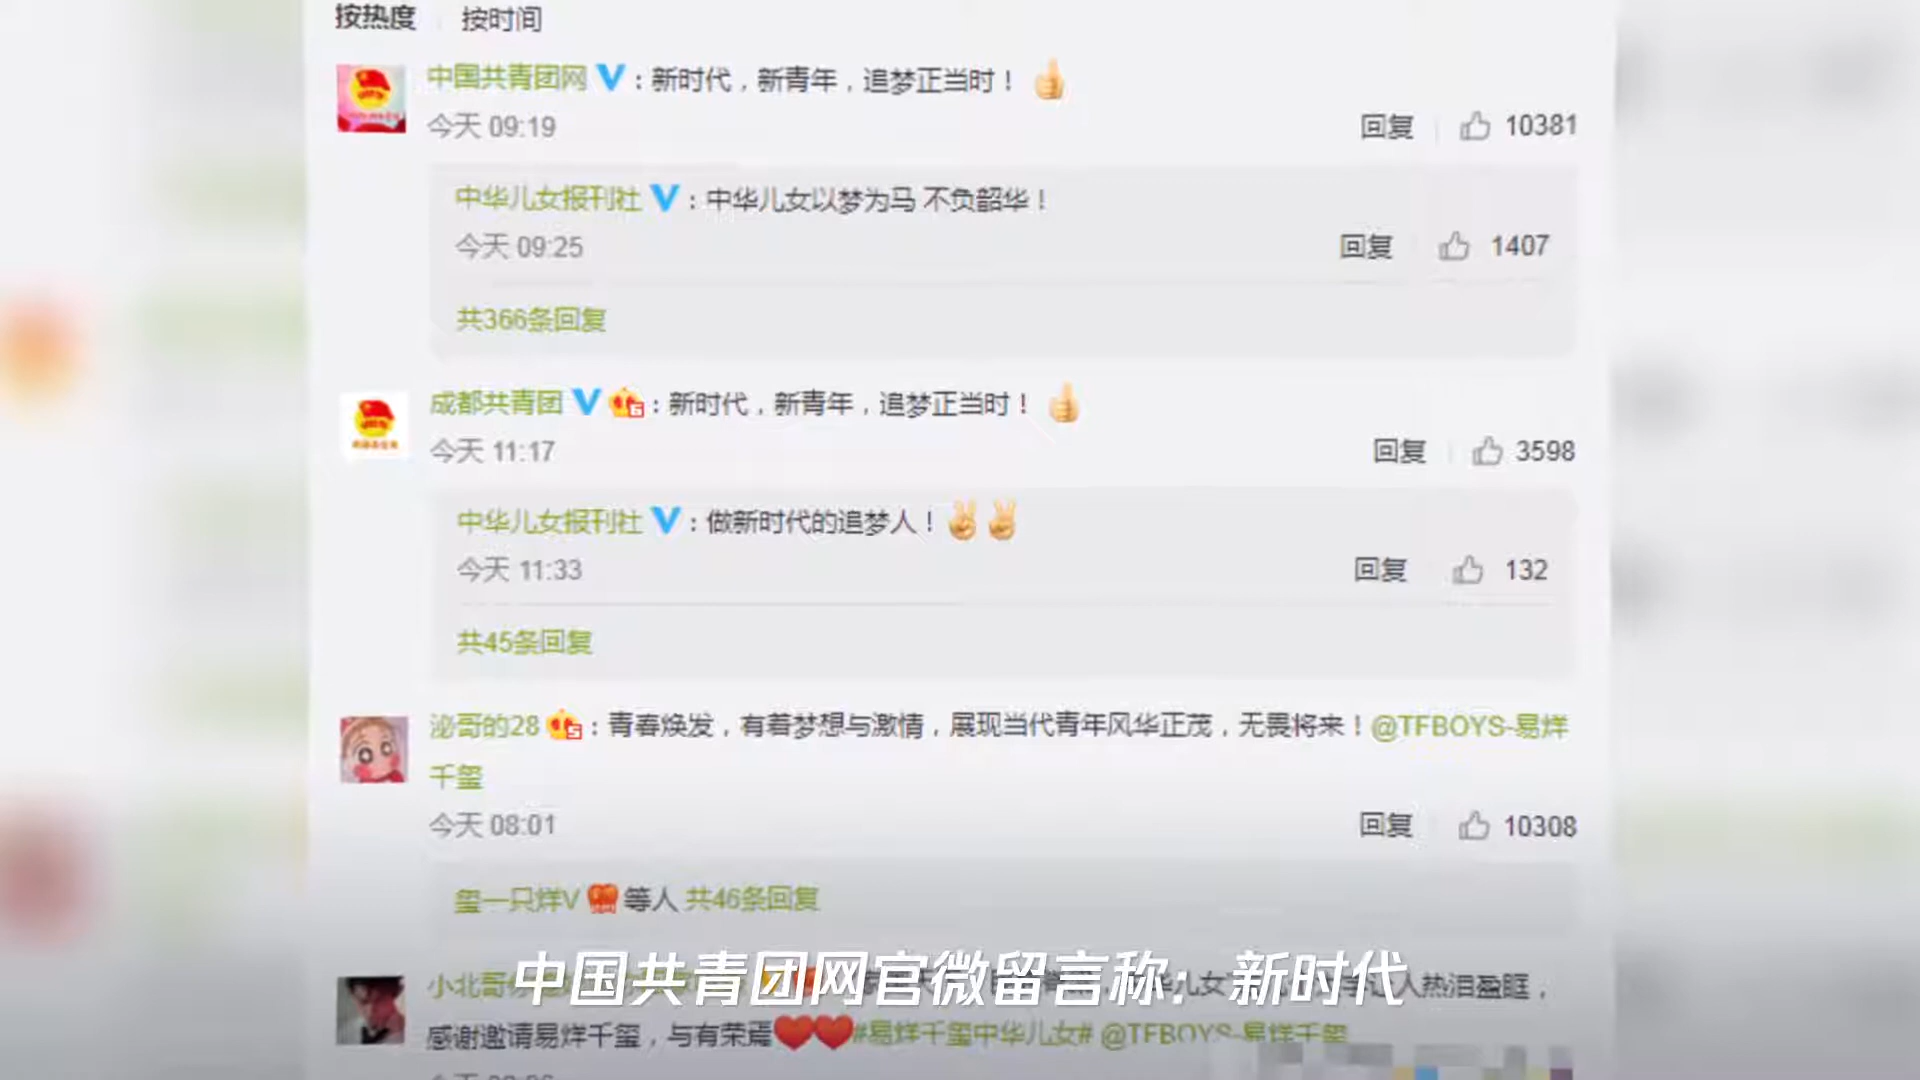 按热度 按时间
中国共青团网 : 新时代，新青年，追梦正当时！
今天 09:19 回复 10381
中华儿女报刊社 : 中华儿女以梦为马 不负韶华！
今天 09:25 回复 1407
共366条回复
成都共青团 : 新时代，新青年，追梦正当时！
今天 11:17 回复 3598
中华儿女报刊社 : 做新时代的追梦人！
今天 11:33 回复 132
共45条回复
泌哥的28 : 青春焕发，有着梦想与激情，展现当代青年风华正茂，无畏将来！@TFBOYS-易烊
千玺
今天 08:01 回复 10308
玺一只烊V 等人 共46条回复
小北哥 人热泪盈眶，
中国共青团网官微留言称：新时代
感谢邀请易烊千玺，与有荣焉 #易烊千玺中华儿女# @TFBOYS-易烊千玺